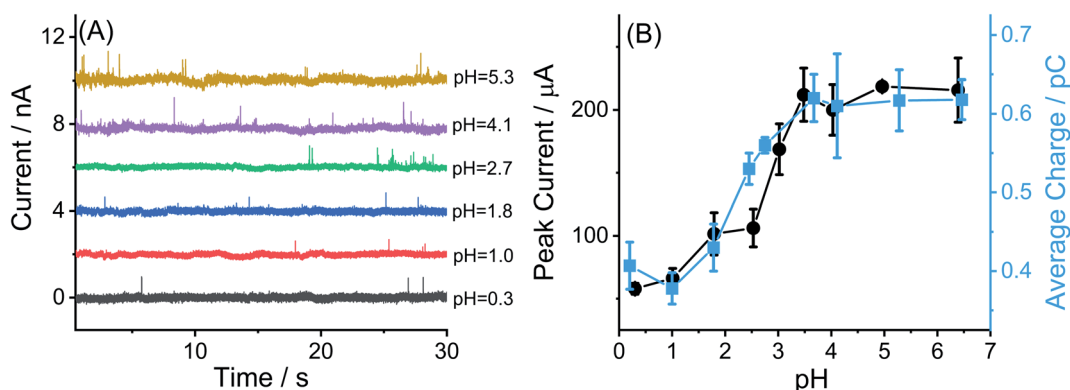 (A)
Current / nA
12
8
4
0
pH=5.3
pH=4.1
pH=2.7
pH=1.8
pH=1.0
pH=0.3
10
20
30
Time / s
(B)
Peak Current / µA
200
100
0
1
2
3
4
5
6
7
pH
0.7
0.6
0.5
0.4
Average Charge / pC